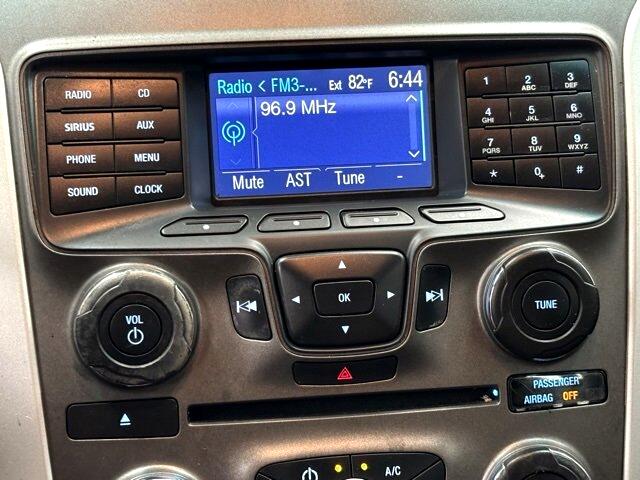 RADIO
CD
SIRIUS
AUX
PHONE
MENU
SOUND
CLOCK
Radio < FM3-... Ext 82°F 6:44
96.9 MHz
Mute AST Tune -
1
2 ABC
3 DEF
4 GHI
5 JKL
6 MNO
7 PQRS
8 TUV
9 WXYZ
*
0+
#
VOL
OK
TUNE
PASSENGER
AIRBAG OFF
A/C